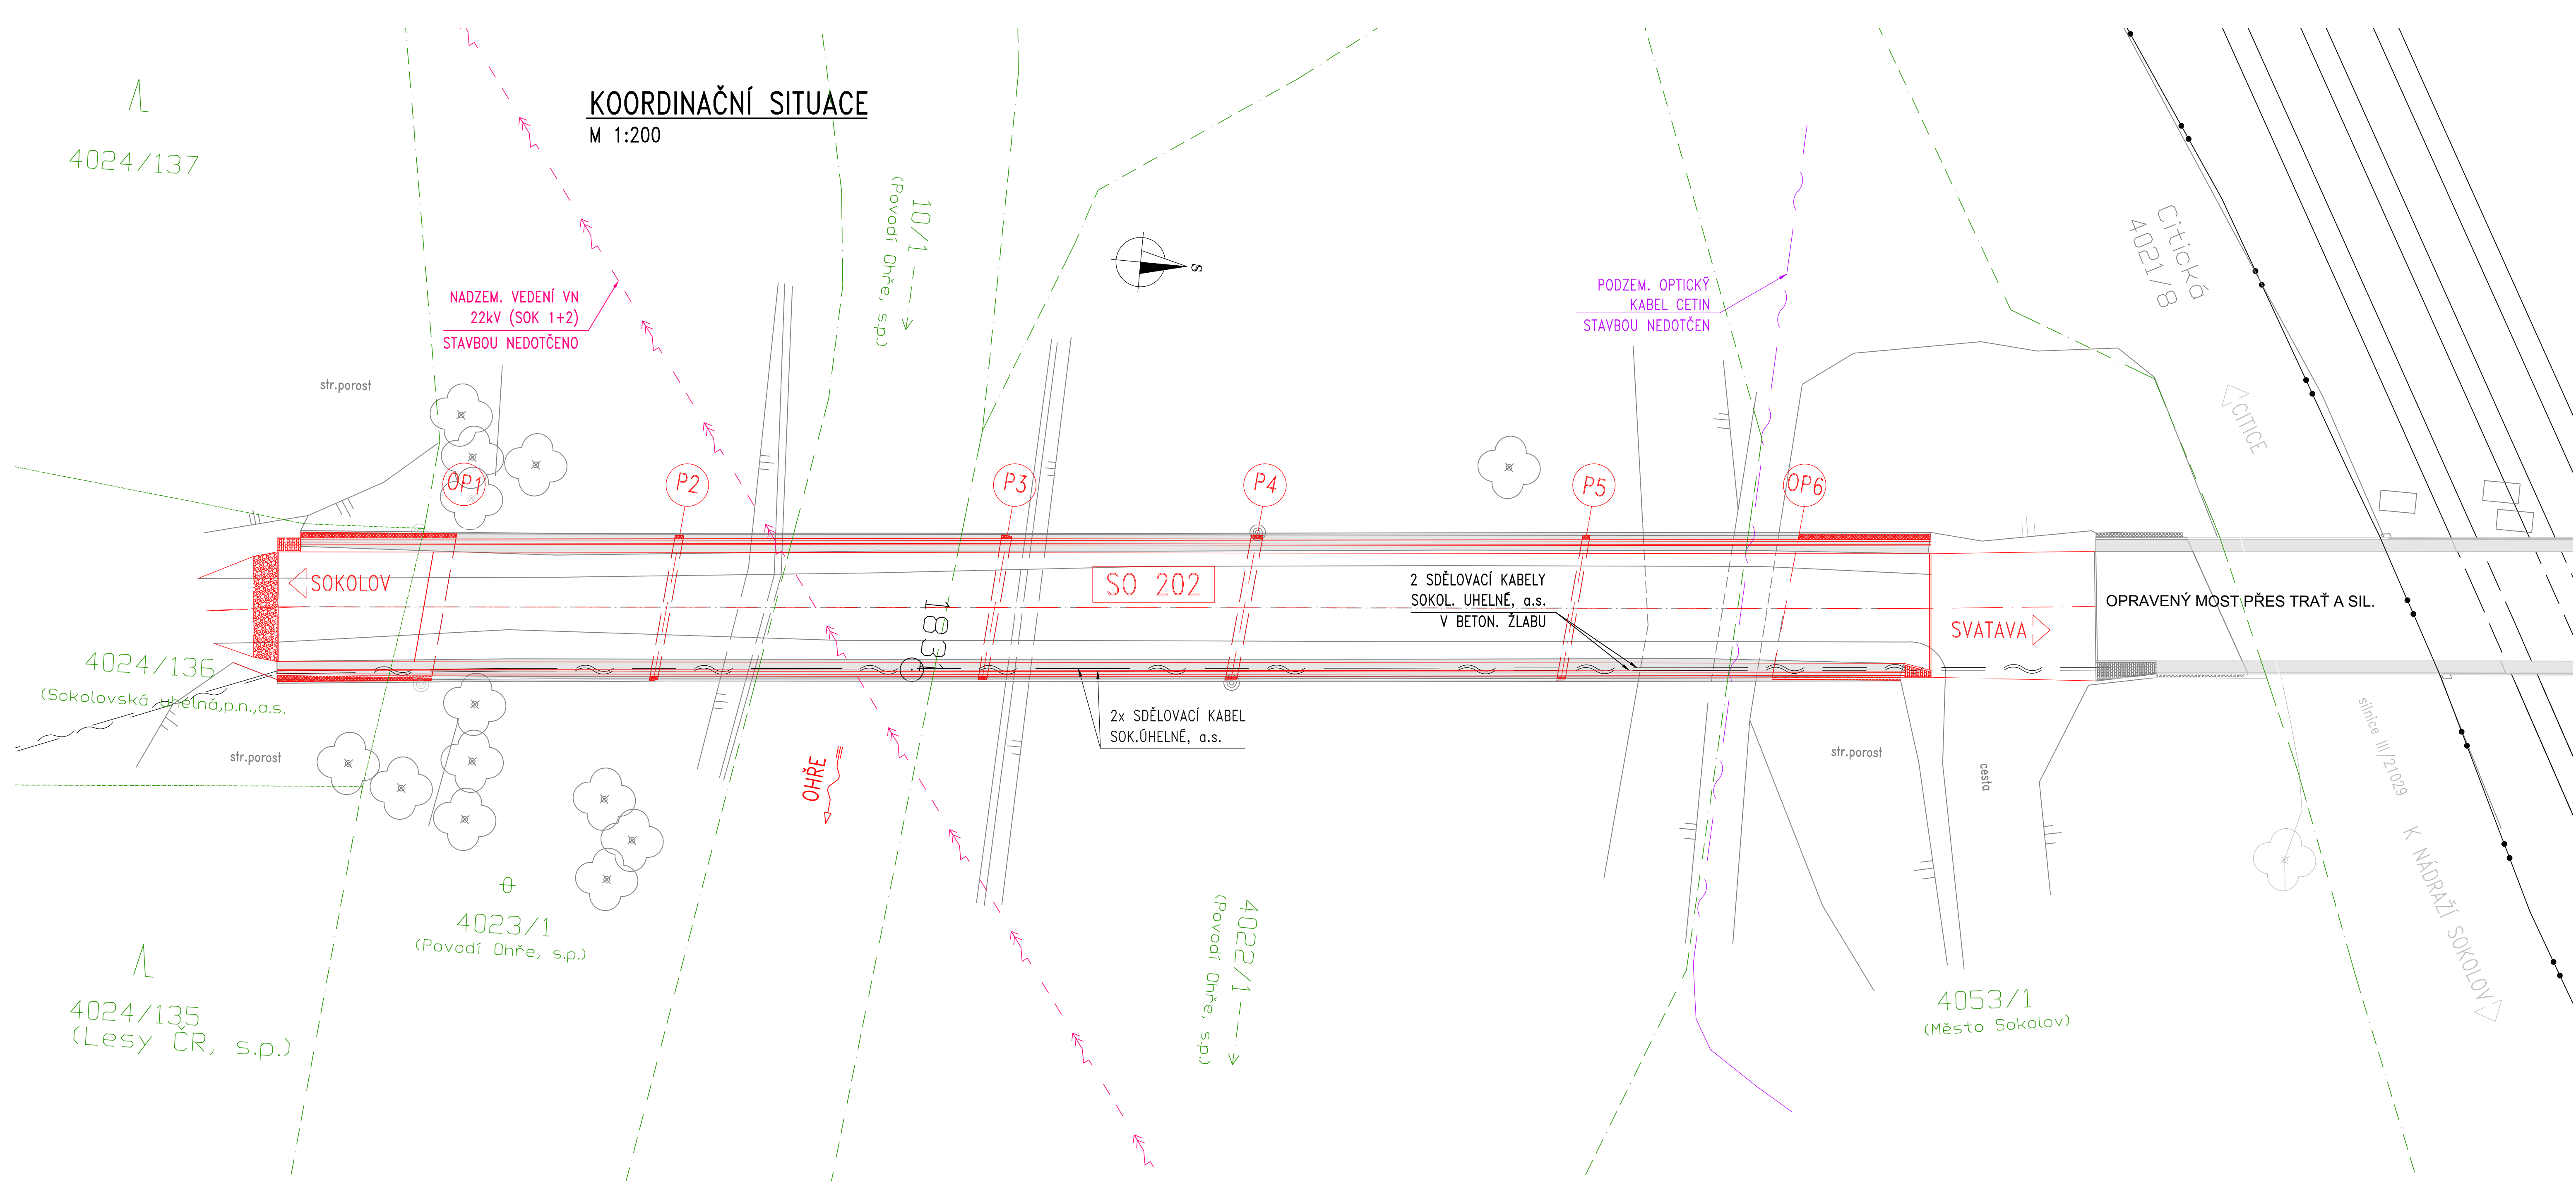 KOORDINAČNÍ SITUACE
M 1:200
4024/137
10/1
(Povodí Ohře, s.p.)
S
Citická
4021/8
NADZEM. VEDENÍ VN
22kV (SOK 1+2)
STAVBOU NEDOTČENO
PODZEM. OPTICKÝ
KABEL CETIN
STAVBOU NEDOTČEN
str.porost
CITICE
OP1
P2
P3
P4
P5
OP6
SOKOLOV
SO 202
2 SDĚLOVACÍ KABELY
SOKOL. UHELNÉ, a.s.
V BETON. ŽLABU
1831
SVATAVA
OPRAVENÝ MOST PŘES TRAŤ A SIL.
4024/136
(Sokolovská uhelná,p.n.,a.s.
2x SDĚLOVACÍ KABEL
SOK.ÚHELNÉ, a.s.
str.porost
OHŘE
str.porost
cesta
silnice III/21029
K NÁDRAŽÍ SOKOLOV
4023/1
(Povodí Ohře, s.p.)
4022/1
(Povodí Ohře, s.p.)
4024/135
(Lesy ČR, s.p.)
4053/1
(Město Sokolov)